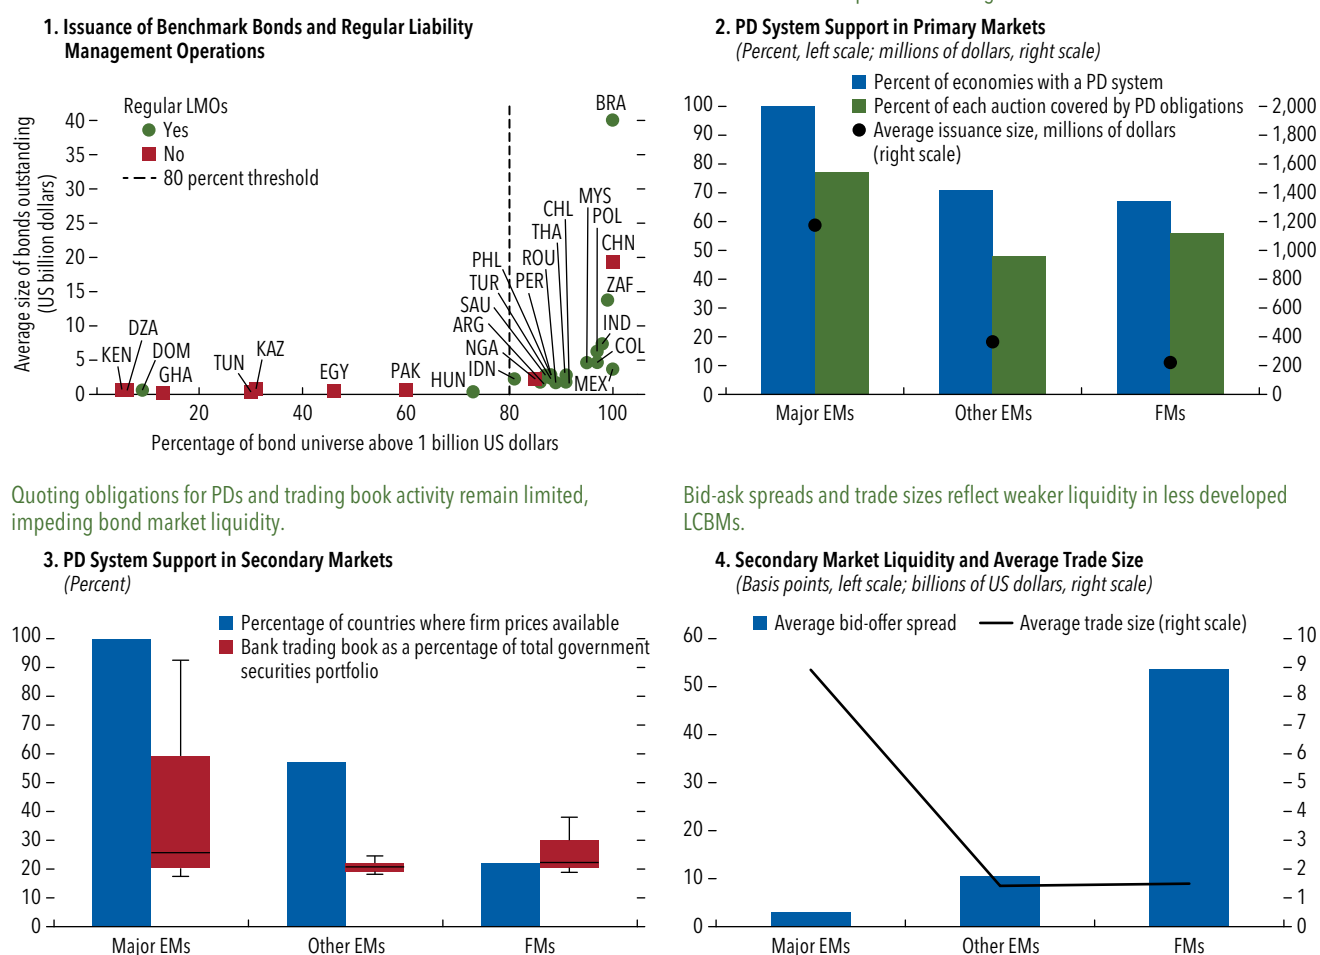 1. Issuance of Benchmark Bonds and Regular Liability
Management Operations
Average size of bonds outstanding
(US billion dollars)
Regular LMOs
Yes
No
80 percent threshold
40
35
30
25
20
15
10
5
0
BRA
MYS
CHL
POL
THA
CHN
PHL
ROU
TUR
PER
ZAF
SAU
ARG
IND
NGA
COL
IDN
MEX
HUN
KEN
DZA
DOM
GHA
TUN
KAZ
EGY
PAK
20
40
60
80
100
Percentage of bond universe above 1 billion US dollars
2. PD System Support in Primary Markets
(Percent, left scale; millions of dollars, right scale)
Percent of economies with a PD system
Percent of each auction covered by PD obligations
Average issuance size, millions of dollars
(right scale)
100
90
80
70
60
50
40
30
20
10
0
2,000
1,800
1,600
1,400
1,200
1,000
800
600
400
200
0
Major EMs
Other EMs
FMs
Quoting obligations for PDs and trading book activity remain limited,
impeding bond market liquidity.
3. PD System Support in Secondary Markets
(Percent)
Percentage of countries where firm prices available
Bank trading book as a percentage of total government
securities portfolio
100
90
80
70
60
50
40
30
20
10
0
Major EMs
Other EMs
FMs
Bid-ask spreads and trade sizes reflect weaker liquidity in less developed
LCBMs.
4. Secondary Market Liquidity and Average Trade Size
(Basis points, left scale; billions of US dollars, right scale)
Average bid-offer spread
Average trade size (right scale)
60
50
40
30
20
10
0
10
9
8
7
6
5
4
3
2
1
0
Major EMs
Other EMs
FMs